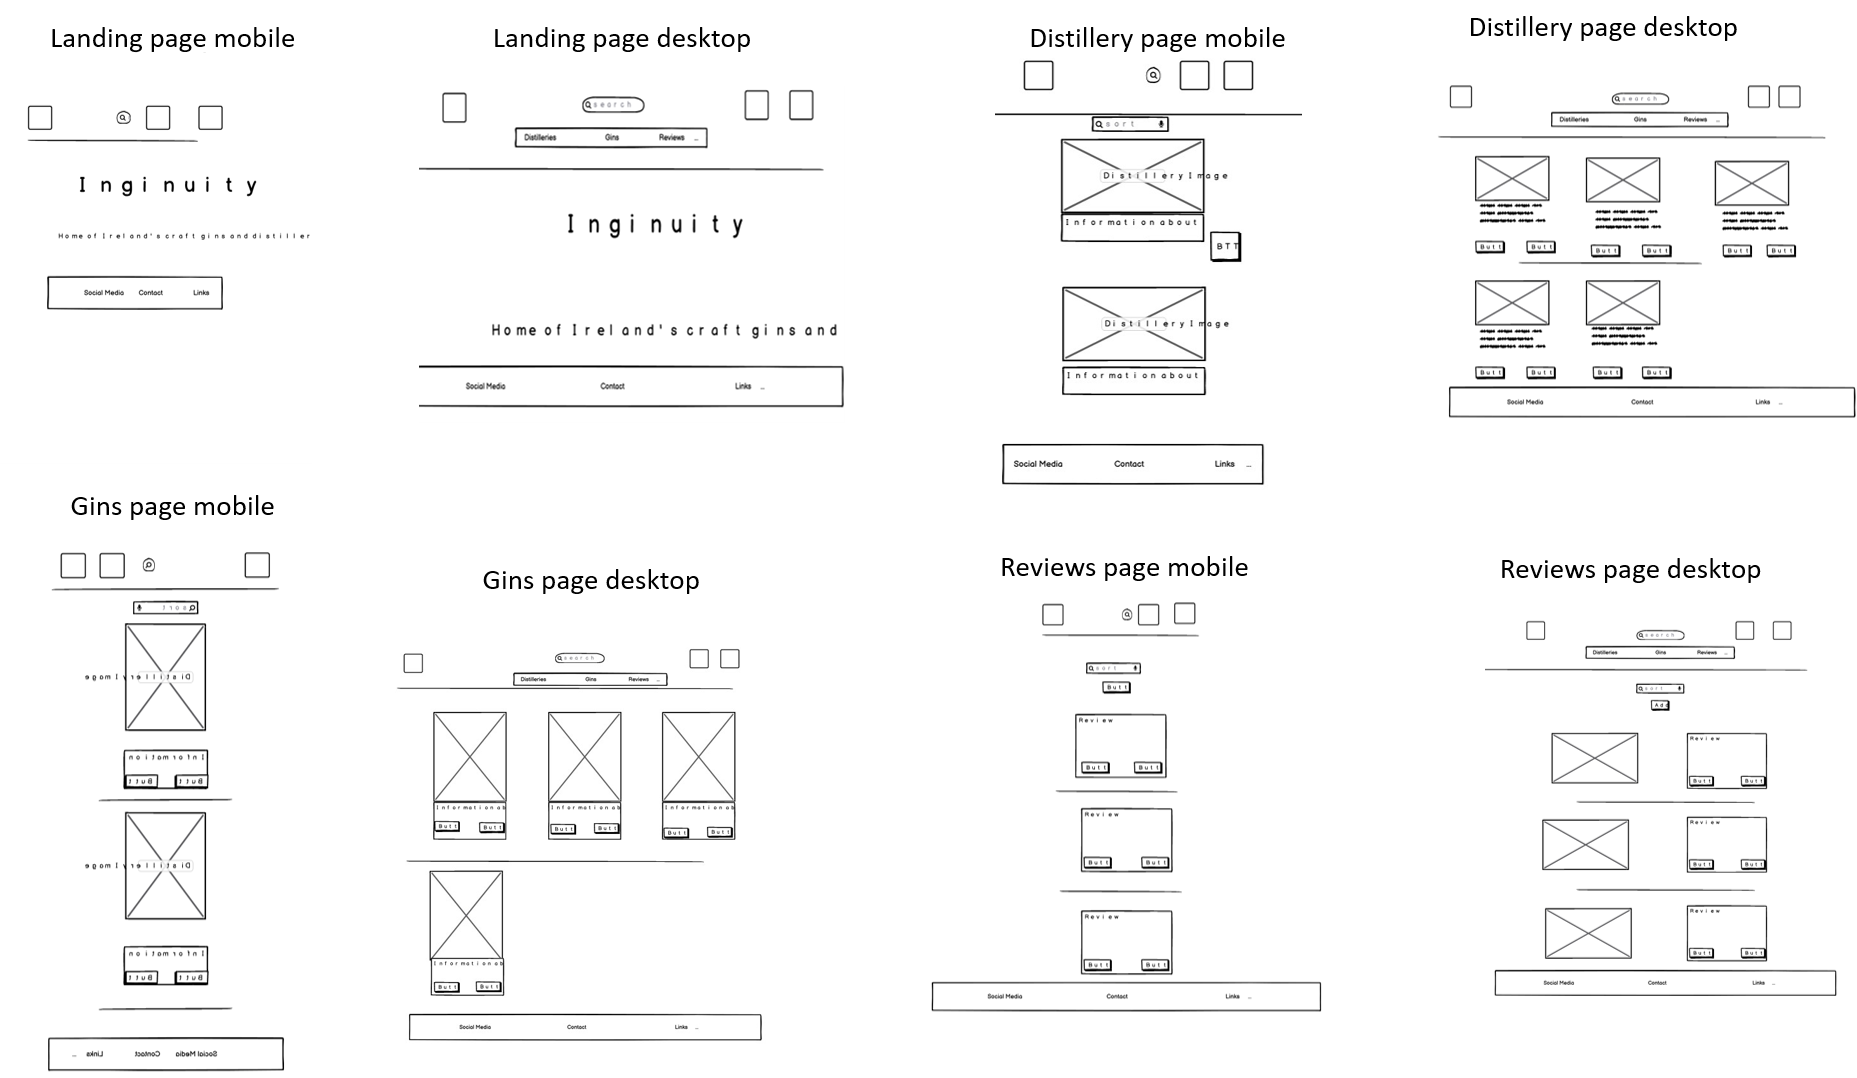 Landing page mobile
Inginuity
Home of Ireland's craft gins and distiller
Social Media Contact Links
Landing page desktop
search
Distilleries Gins Reviews ...
Inginuity
Home of Ireland's craft gins and
Social Media Contact Links ...
Distillery page mobile
sort
Distillery Image
Information about
BTT
Distillery Image
Information about
Social Media Contact Links ...
Distillery page desktop
search
Distilleries Gins Reviews ...
Butt Butt Butt Butt Butt Butt
Butt Butt Butt Butt
Social Media Contact Links ...
Gins page mobile
sort
Distillery Image
Information
Butt Butt
Distillery Image
Information
Butt Butt
Social Media Contact Links ...
Gins page desktop
search
Distilleries Gins Reviews ...
Information ab Information ab Information ab
Butt Butt Butt Butt Butt Butt
Information ab
Butt Butt
Social Media Contact Links ...
Reviews page mobile
sort
Butt
Review
Butt Butt
Review
Butt Butt
Review
Butt Butt
Social Media Contact Links ...
Reviews page desktop
search
Distilleries Gins Reviews ...
sort
Add
Review
Butt Butt
Review
Butt Butt
Review
Butt Butt
Social Media Contact Links ...